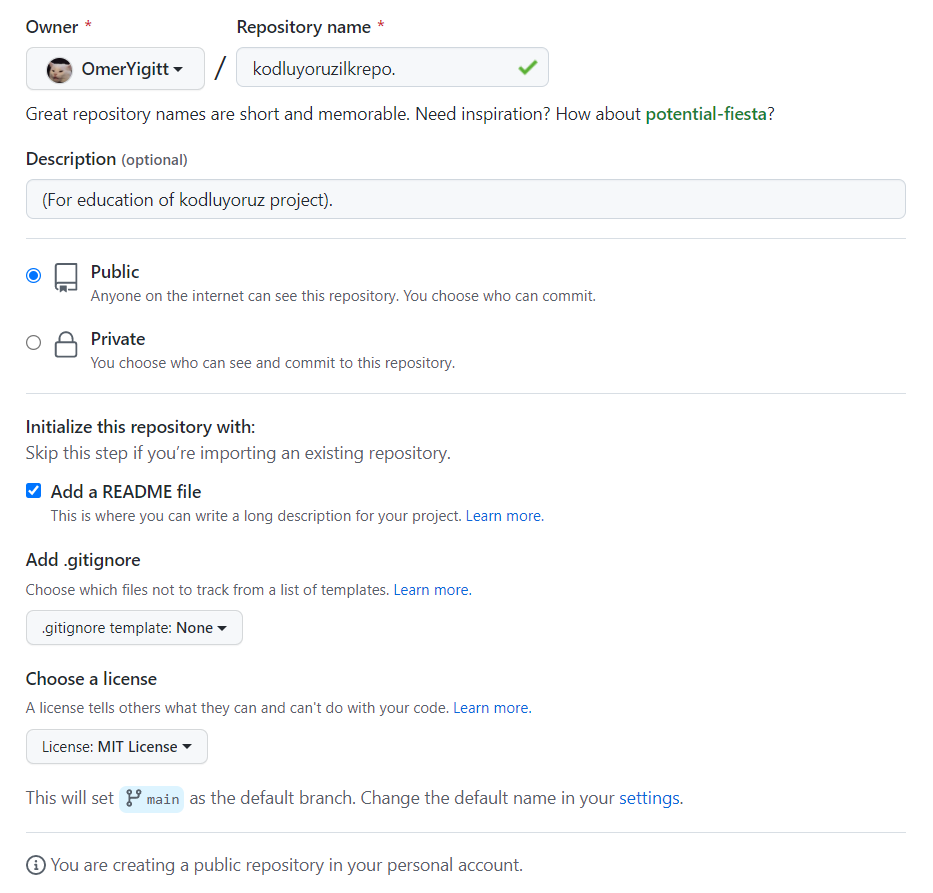 Owner * Repository name *
OmerYigitt / kodluyoruzilkrepo.
Great repository names are short and memorable. Need inspiration? How about potential-fiesta?
Description (optional)
(For education of kodluyoruz project).
Public
Anyone on the internet can see this repository. You choose who can commit.
Private
You choose who can see and commit to this repository.
Initialize this repository with:
Skip this step if you’re importing an existing repository.
Add a README file
This is where you can write a long description for your project. Learn more.
Add .gitignore
Choose which files not to track from a list of templates. Learn more.
.gitignore template: None
Choose a license
A license tells others what they can and can't do with your code. Learn more.
License: MIT License
This will set main as the default branch. Change the default name in your settings.
You are creating a public repository in your personal account.